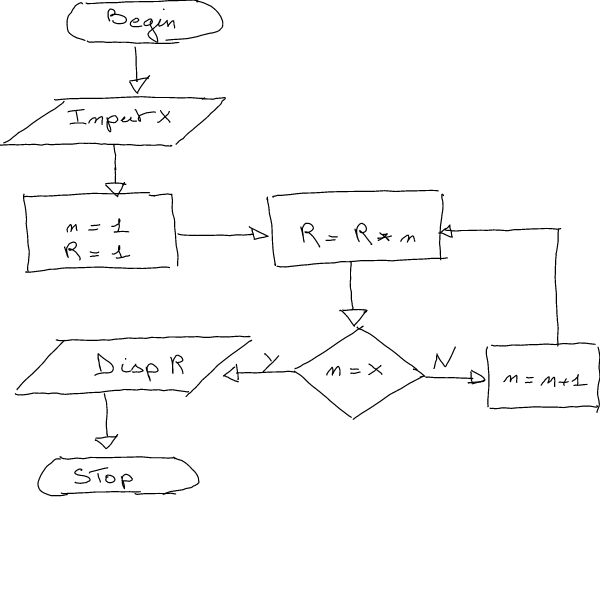 Begin
Input X
n = 1
R = 1
R = R * n
n = X
Y
N
n = n+1
Disp R
STop